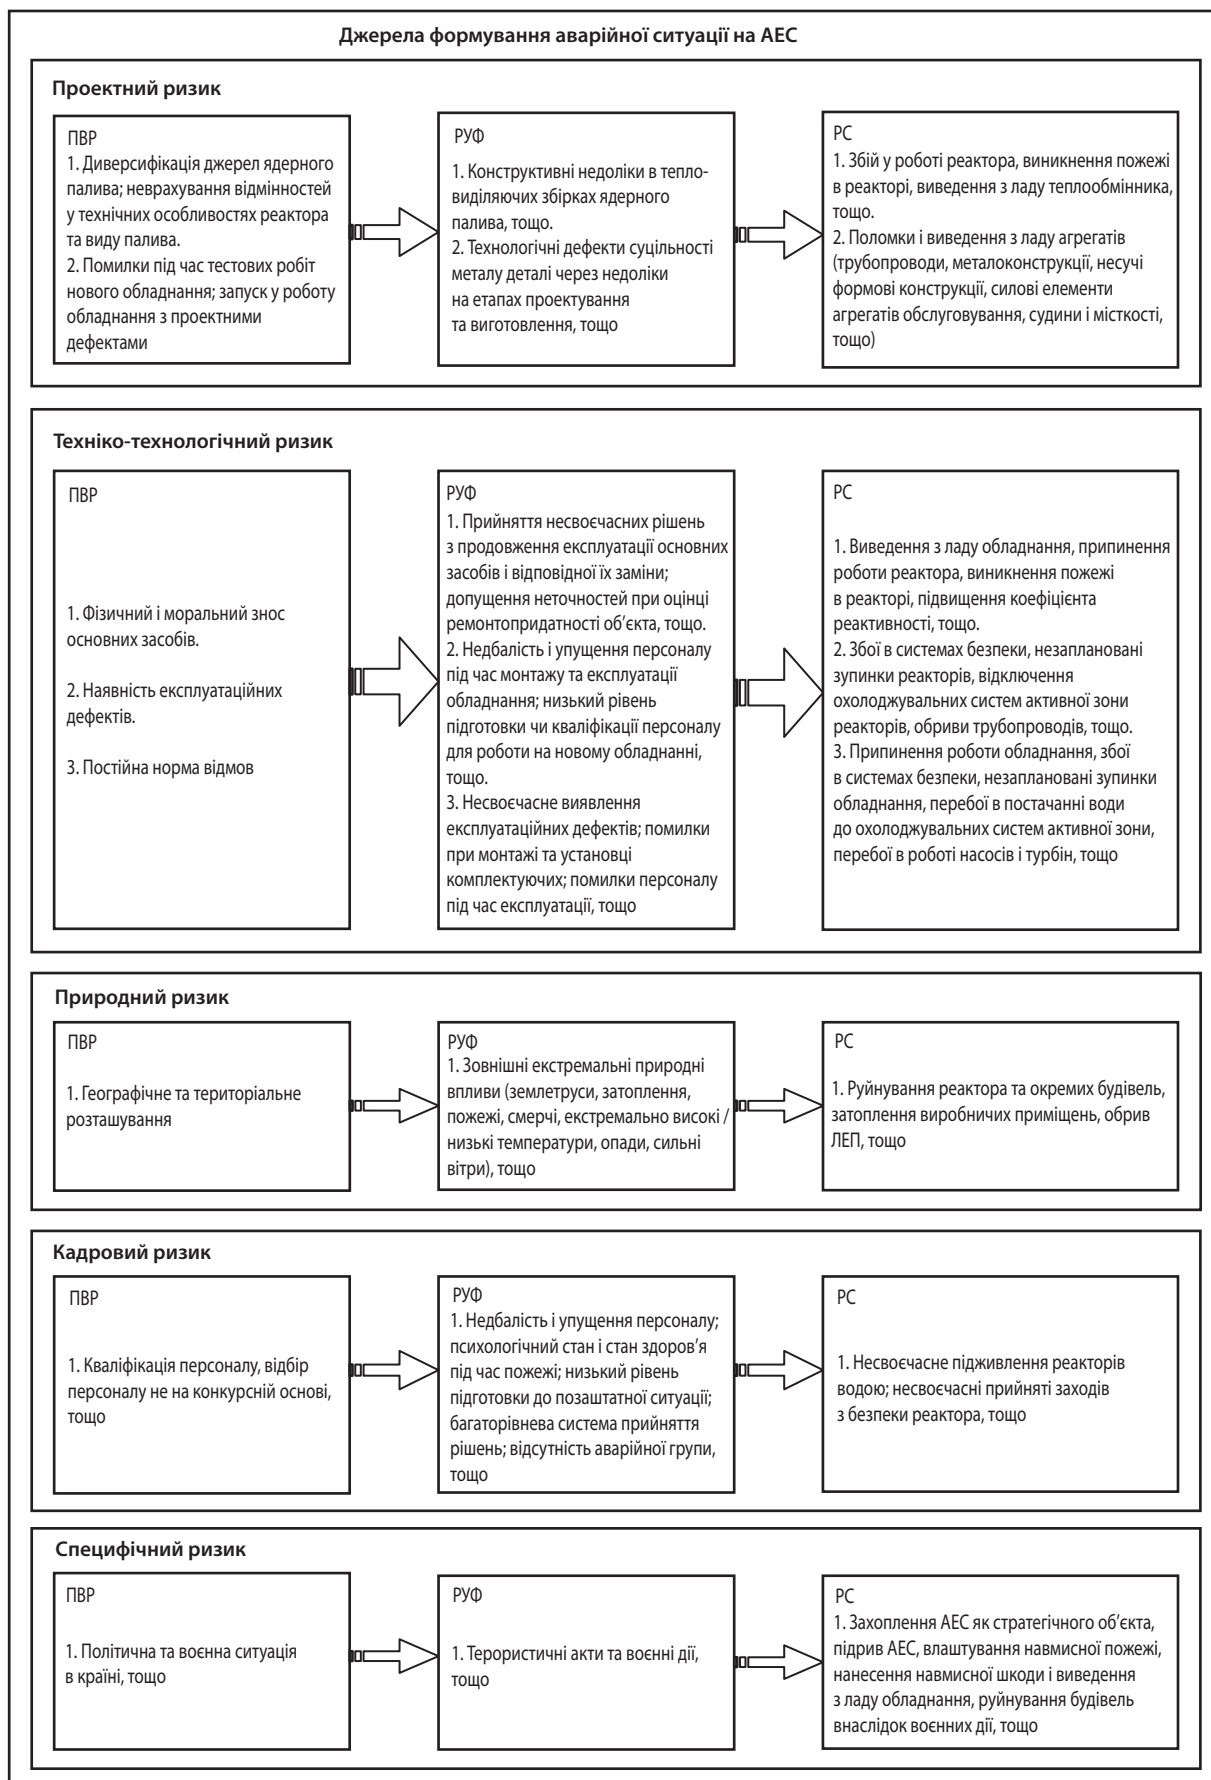 Джерела формування аварійної ситуації на АЕС
Проектний ризик
ПВР
1. Диверсифікація джерел ядерного
палива; неврахування відмінностей
у технічних особливостях реактора
та виду палива.
2. Помилки під час тестових робіт
нового обладнання; запуск у роботу
обладнання з проектними
дефектами
РУФ
1. Конструктивні недоліки в тепло-
виділяючих збірках ядерного
палива, тощо.
2. Технологічні дефекти суцільності
металу деталі через недоліки
на етапах проектування
та виготовлення, тощо
РС
1. Збій у роботі реактора, виникнення пожежі
в реакторі, виведення з ладу теплообмінника,
тощо.
2. Поломки і виведення з ладу агрегатів
(трубопроводи, металоконструкції, несучі
формові конструкції, силові елементи
агрегатів обслуговування, судини і місткості,
тощо)
Техніко-технологічний ризик
ПВР
1. Фізичний і моральний знос
основних засобів.
2. Наявність експлуатаційних
дефектів.
3. Постійна норма відмов
РУФ
1. Прийняття несвоєчасних рішень
з продовження експлуатації основних
засобів і відповідної їх заміни;
допущення неточностей при оцінці
ремонтопридатності об’єкта, тощо.
2. Недбалість і упущення персоналу
під час монтажу та експлуатації
обладнання; низький рівень
підготовки чи кваліфікації персоналу
для роботи на новому обладнанні,
тощо.
3. Несвоєчасне виявлення
експлуатаційних дефектів; помилки
при монтажі та установці
комплектуючих; помилки персоналу
під час експлуатації, тощо
РС
1. Виведення з ладу обладнання, припинення
роботи реактора, виникнення пожежі
в реакторі, підвищення коефіцієнта
реактивності, тощо.
2. Збої в системах безпеки, незаплановані
зупинки реакторів, відключення
охолоджувальних систем активної зони
реакторів, обриви трубопроводів, тощо.
3. Припинення роботи обладнання, збої
в системах безпеки, незаплановані зупинки
обладнання, перебої в постачанні води
до охолоджувальних систем активної зони,
перебої в роботі насосів і турбін, тощо
Природний ризик
ПВР
1. Географічне та територіальне
розташування
РУФ
1. Зовнішні екстремальні природні
впливи (землетруси, затоплення,
пожежі, смерчі, екстремально високі /
низькі температури, опади, сильні
вітри), тощо
РС
1. Руйнування реактора та окремих будівель,
затоплення виробничих приміщень, обрив
ЛЕП, тощо
Кадровий ризик
ПВР
1. Кваліфікація персоналу, відбір
персоналу не на конкурсній основі,
тощо
РУФ
1. Недбалість і упущення персоналу;
психологічний стан і стан здоров’я
під час пожежі; низький рівень
підготовки до позаштатної ситуації;
багаторівнева система прийняття
рішень; відсутність аварійної групи,
тощо
РС
1. Несвоєчасне підживлення реакторів
водою; несвоєчасні прийняті заходів
з безпеки реактора, тощо
Специфічний ризик
ПВР
1. Політична та воєнна ситуація
в країні, тощо
РУФ
1. Терористичні акти та воєнні дії,
тощо
РС
1. Захоплення АЕС як стратегічного об’єкта,
підрив АЕС, влаштування навмисної пожежі,
нанесення навмисної шкоди і виведення
з ладу обладнання, руйнування будівель
внаслідок воєнних дії, тощо